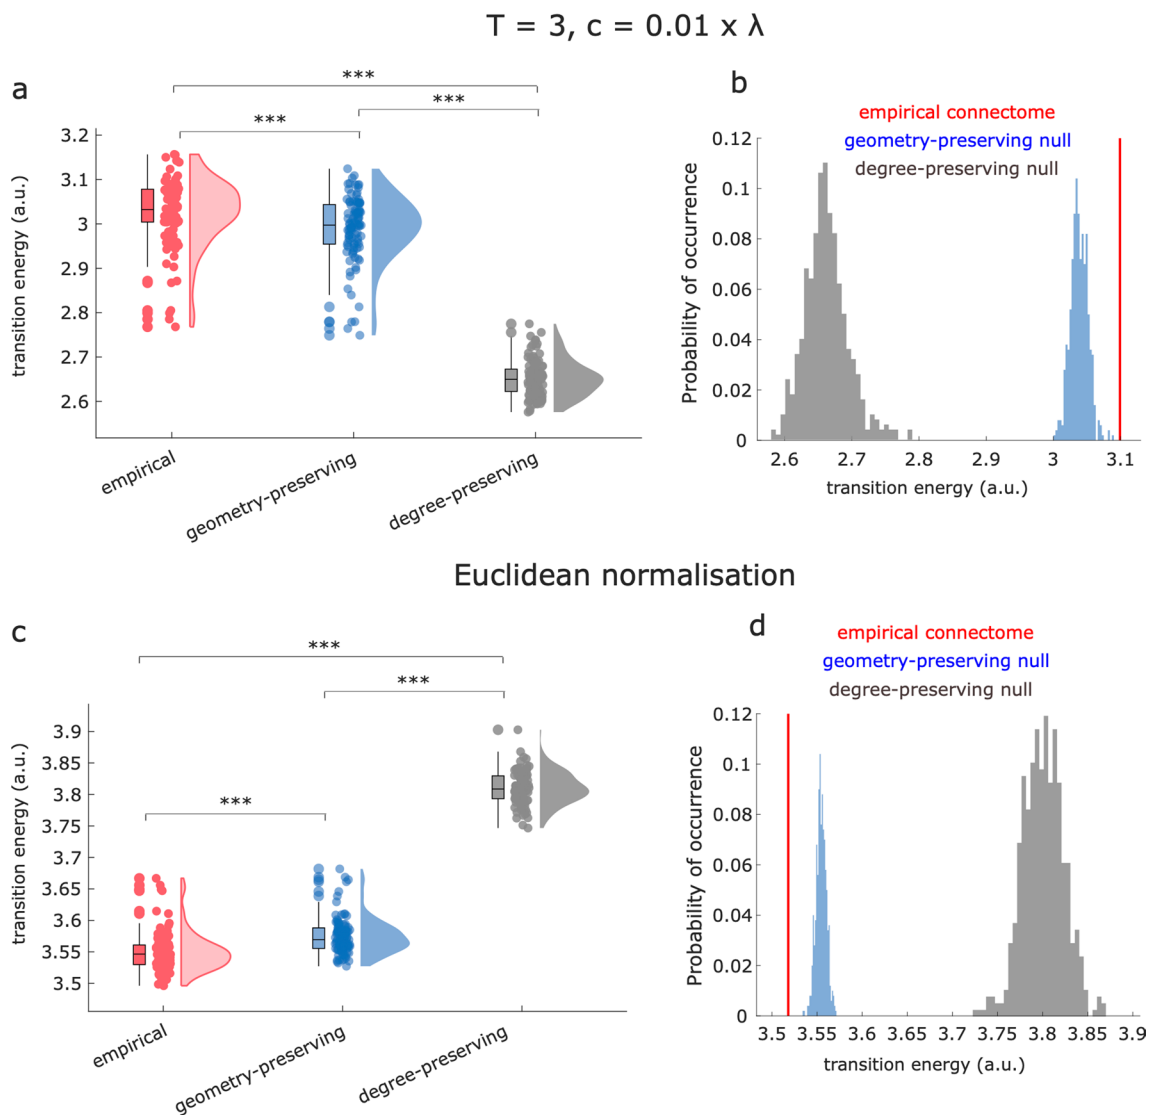 T = 3, c = 0.01 x λ
a
***
***
***
3.2
3.1
3
2.9
2.8
2.7
2.6
transition energy (a.u.)
empirical
geometry-preserving
degree-preserving
b
empirical connectome
geometry-preserving null
degree-preserving null
0.12
0.1
0.08
0.06
0.04
0.02
0
Probability of occurrence
2.6 2.7 2.8 2.9 3 3.1
transition energy (a.u.)
Euclidean normalisation
c
***
***
***
3.9
3.85
3.8
3.75
3.7
3.65
3.6
3.55
3.5
transition energy (a.u.)
empirical
geometry-preserving
degree-preserving
d
empirical connectome
geometry-preserving null
degree-preserving null
0.12
0.1
0.08
0.06
0.04
0.02
0
Probability of occurrence
3.5 3.55 3.6 3.65 3.7 3.75 3.8 3.85 3.9
transition energy (a.u.)